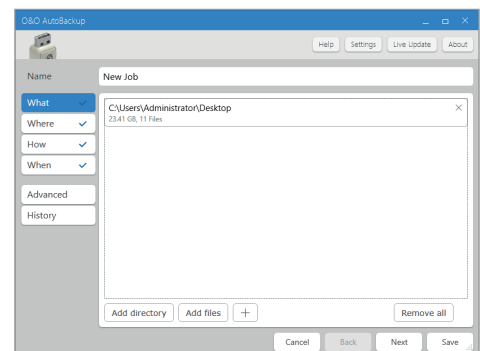 O&O AutoBackup
Help Settings Live Update About
Name New Job
What
Where
How
When
Advanced
History
C:\Users\Administrator\Desktop
23.41 GB, 11 Files
Add directory Add files + Remove all
Cancel Back Next Save